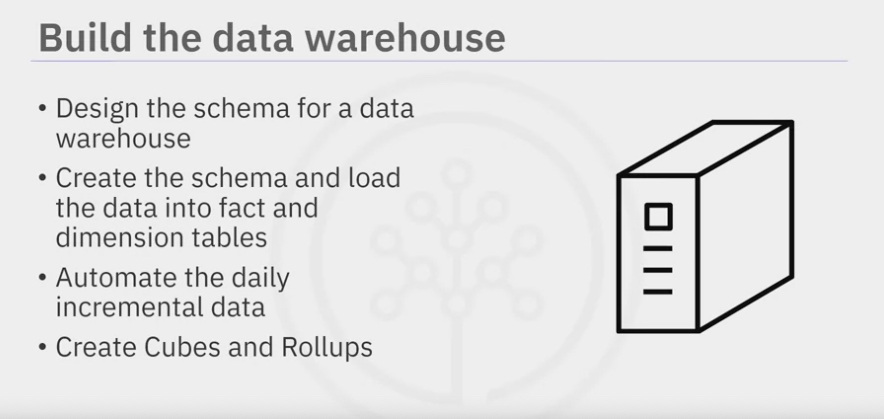 Build the data warehouse
• Design the schema for a data
warehouse
• Create the schema and load
the data into fact and
dimension tables
• Automate the daily
incremental data
• Create Cubes and Rollups